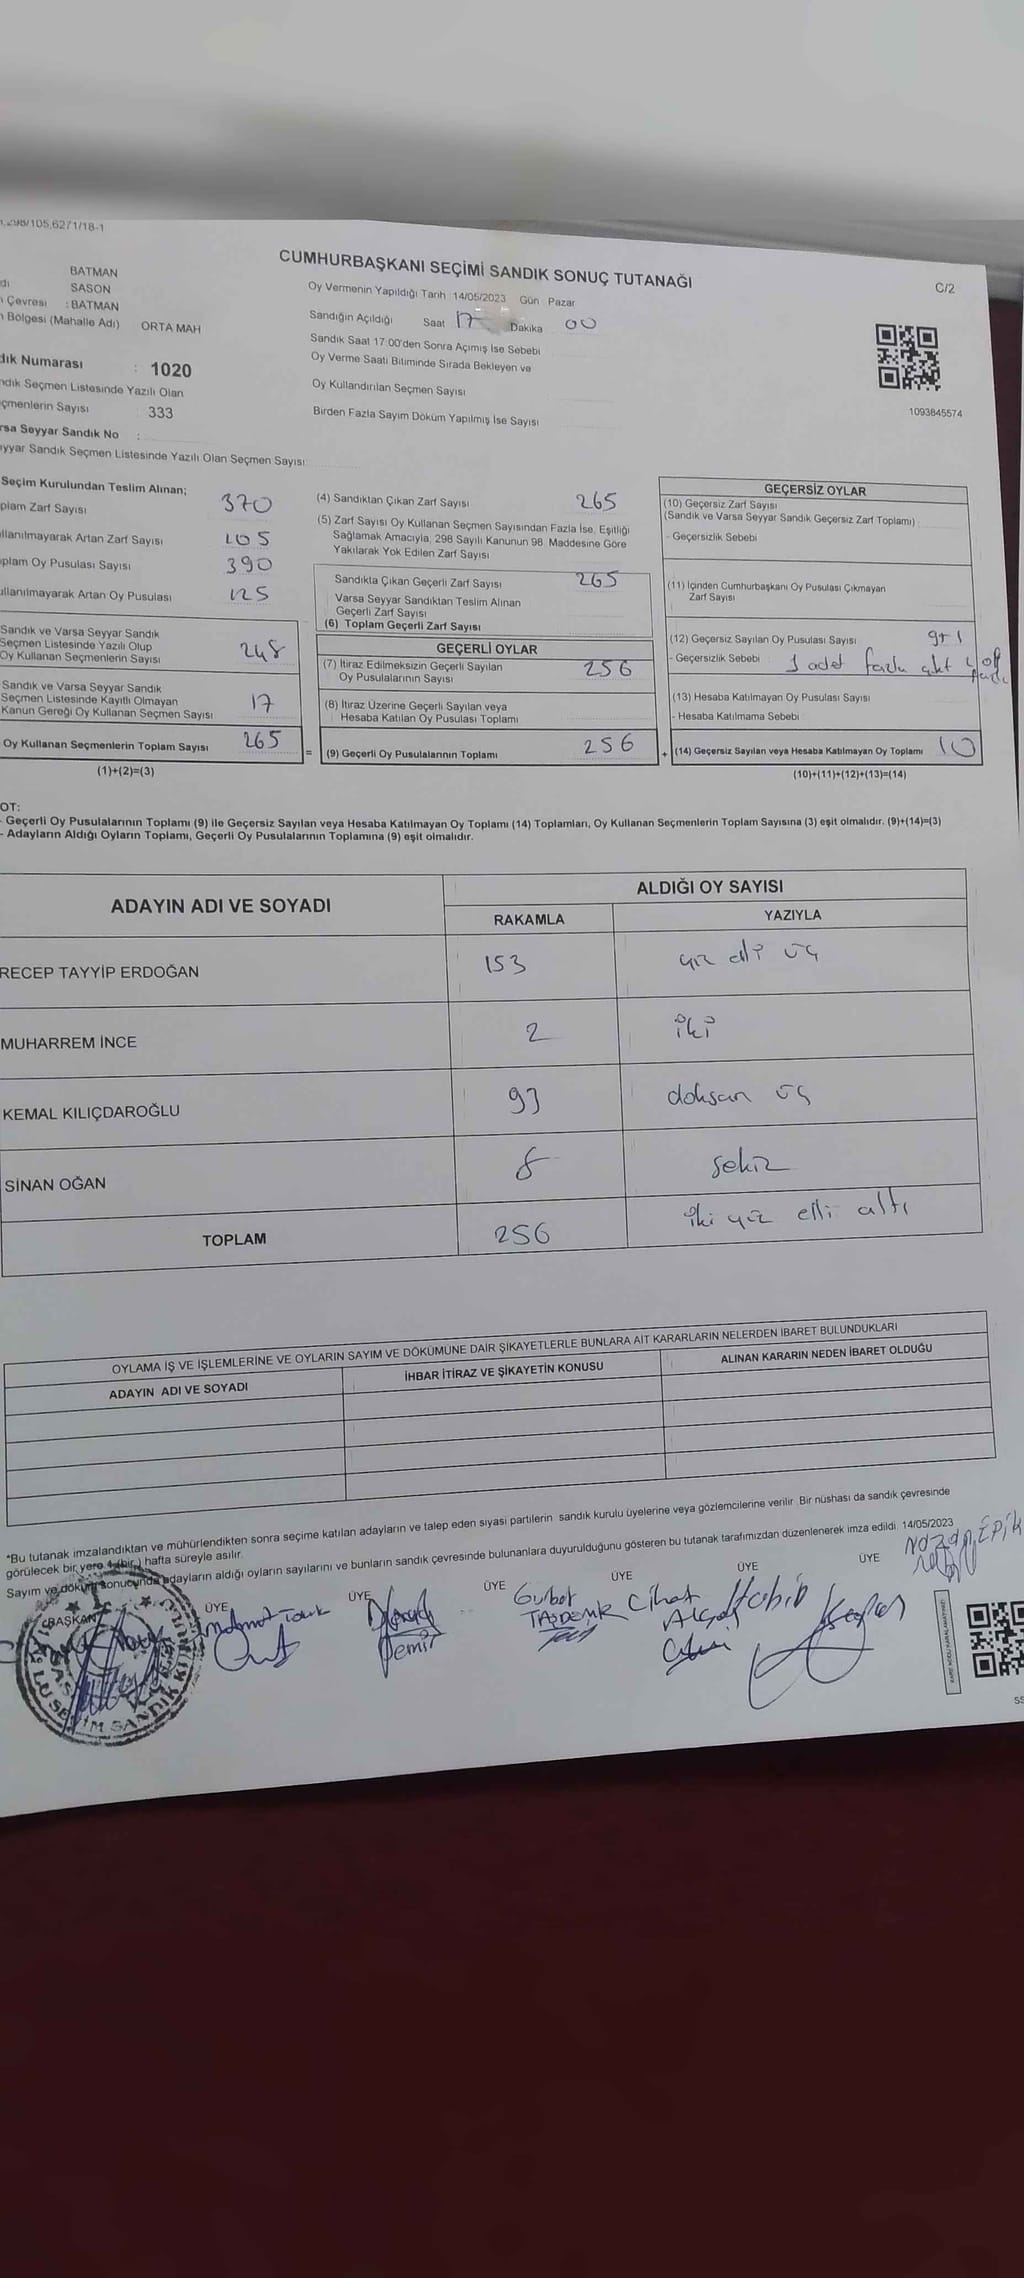 298/105,6271/18-1
CUMHURBAŞKANI SEÇİMİ SANDIK SONUÇ TUTANAĞI
C/2
BATMAN
SASON
Çevresi : BATMAN
Bölgesi (Mahalle Adı) ORTA MAH
Oy Vermenin Yapıldığı Tarih 14/05/2023 Gün Pazar
Sandığın Açıldığı Saat 17 Dakika 00
Sandık Saat 17:00'den Sonra Açımış İse Sebebi
Oy Verme Saati Bitiminde Sırada Bekleyen ve
Oy Kullandırılan Seçmen Sayısı
Birden Fazla Sayım Döküm Yapılmış İse Sayısı
1093845574
dık Numarası : 1020
ndık Seçmen Listesinde Yazılı Olan
çmenlerin Sayısı 333
rsa Seyyar Sandık No :
yyar Sandık Seçmen Listesinde Yazılı Olan Seçmen Sayısı:
Seçim Kurulundan Teslim Alınan;
plam Zarf Sayısı 370
llanılmayarak Artan Zarf Sayısı 105
plam Oy Pusulası Sayısı 390
ullanılmayarak Artan Oy Pusulası 125
Sandık ve Varsa Seyyar Sandık
Seçmen Listesinde Yazılı Olup
Oy Kullanan Seçmenlerin Sayısı 248
Sandık ve Varsa Seyyar Sandık
Seçmen Listesinde Kayıtlı Olmayan
Kanun Gereği Oy Kullanan Seçmen Sayısı 17
Oy Kullanan Seçmenlerin Toplam Sayısı 265
(1)+(2)=(3)
(4) Sandıktan Çıkan Zarf Sayısı 265
(5) Zarf Sayısı Oy Kullanan Seçmen Sayısından Fazla İse, Eşitliği
Sağlamak Amacıyla, 298 Sayılı Kanunun 98. Maddesine Göre
Yakılarak Yok Edilen Zarf Sayısı
Sandıkta Çıkan Geçerli Zarf Sayısı 265
Varsa Seyyar Sandıktan Teslim Alınan
Geçerli Zarf Sayısı
(6) Toplam Geçerli Zarf Sayısı
GEÇERLİ OYLAR
(7) İtiraz Edilmeksizin Geçerli Sayılan
Oy Pusulalarının Sayısı 256
(8) İtiraz Üzerine Geçerli Sayılan veya
Hesaba Katılan Oy Pusulası Toplamı
= (9) Geçerli Oy Pusulalarının Toplamı 256
GEÇERSİZ OYLAR
(10) Geçersiz Zarf Sayısı
(Sandık ve Varsa Seyyar Sandık Geçersiz Zarf Toplamı)
- Geçersizlik Sebebi
(11) İçinden Cumhurbaşkanı Oy Pusulası Çıkmayan
Zarf Sayısı
(12) Geçersiz Sayılan Oy Pusulası Sayısı 9+1
- Geçersizlik Sebebi 1 adet fazla çıkt
(13) Hesaba Katılmayan Oy Pusulası Sayısı
- Hesaba Katılmama Sebebi
+ (14) Geçersiz Sayılan veya Hesaba Katılmayan Oy Toplamı 10
(10)+(11)+(12)+(13)=(14)
OT:
- Geçerli Oy Pusulalarının Toplamı (9) ile Geçersiz Sayılan veya Hesaba Katılmayan Oy Toplamı (14) Toplamları, Oy Kullanan Seçmenlerin Toplam Sayısına (3) eşit olmalıdır. (9)+(14)=(3)
- Adayların Aldığı Oyların Toplamı, Geçerli Oy Pusulalarının Toplamına (9) eşit olmalıdır.
ADAYIN ADI VE SOYADI
ALDIĞI OY SAYISI
RAKAMLA YAZIYLA
RECEP TAYYİP ERDOĞAN 153 yüz elli üç
MUHARREM İNCE 2 iki
KEMAL KILIÇDAROĞLU 93 doksan üç
SİNAN OĞAN 8 sekiz
TOPLAM 256 iki yüz elli altı
OYLAMA İŞ VE İŞLEMLERİNE VE OYLARIN SAYIM VE DÖKÜMÜNE DAİR ŞİKAYETLERLE BUNLARA AİT KARARLARIN NELERDEN İBARET BULUNDUKLARI
ADAYIN ADI VE SOYADI İHBAR İTİRAZ VE ŞİKAYETİN KONUSU ALINAN KARARIN NEDEN İBARET OLDUĞU
*Bu tutanak imzalandıktan ve mühürlendikten sonra seçime katılan adayların ve talep eden siyasi partilerin sandık kurulu üyelerine veya gözlemcilerine verilir. Bir nüshası da sandık çevresinde
görülecek bir yere 1 (bir) hafta süreyle asılır.
Sayım ve döküm sonucunda adayların aldığı oyların sayılarını ve bunların sandık çevresinde bulunanlara duyurulduğunu gösteren bu tutanak tarafımızdan düzenlenerek imza edildi. 14/05/2023
BAŞKAN ÜYE ÜYE ÜYE ÜYE ÜYE ÜYE
Demir
Gurbet
TAŞDEMİR
Cihat
Habib